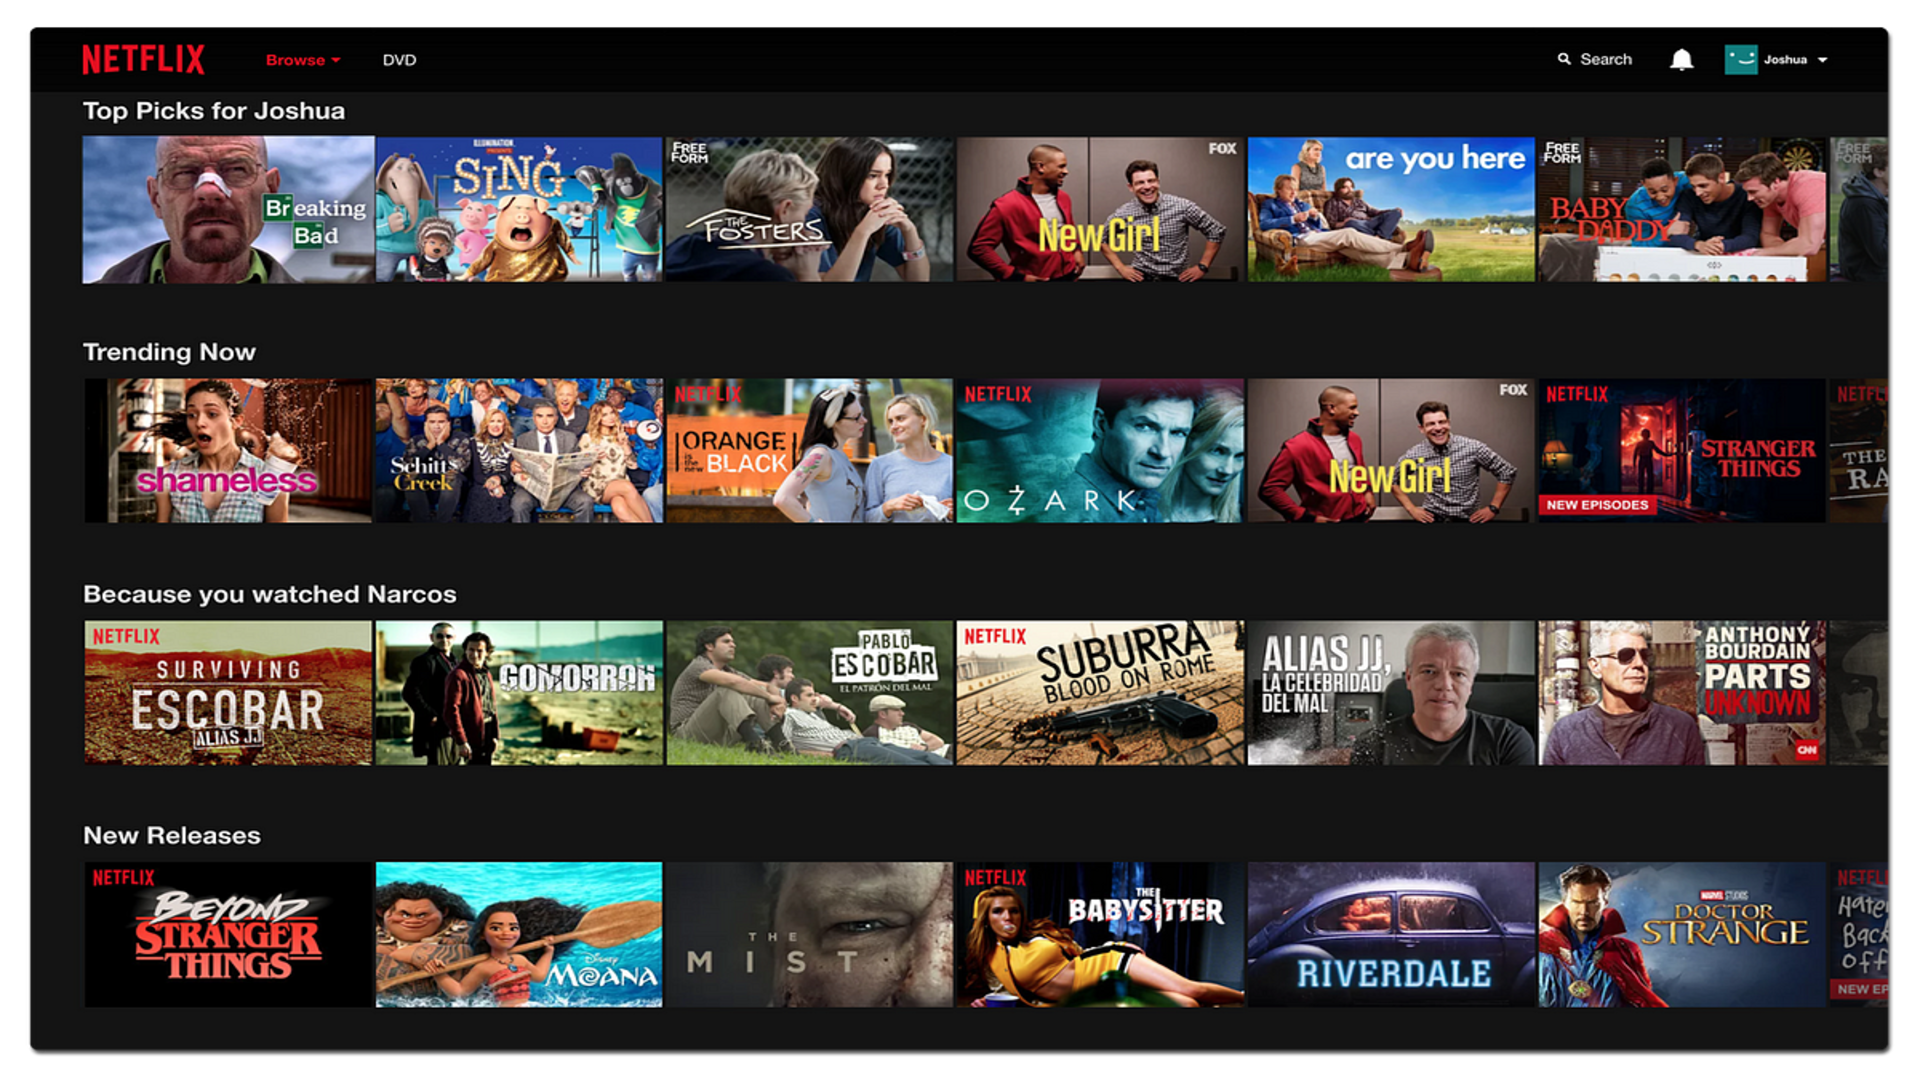 NETFLIX Browse DVD Search Joshua
Top Picks for Joshua
Breaking
Bad
ILLUMINATION
SING
FREE
FORM
THE
FOSTERS
FOX
New Girl
are you here
FREE
FORM
BABY
DADDY
FREE
FORM
Trending Now
shameless
Schitt's
Creek
NETFLIX
ORANGE
is the new
BLACK
NETFLIX
OZARK
FOX
New Girl
NETFLIX
STRANGER
THINGS
NEW EPISODES
NETFL
THE
RA
Because you watched Narcos
NETFLIX
SURVIVING
ESCOBAR
ALIAS JJ
GOMORRAH
PABLO
ESCOBAR
EL PATRÓN DEL MAL
NETFLIX
SUBURRA
BLOOD ON ROME
ALIAS JJ,
LA CELEBRIDAD
DEL MAL
ANTHONY
BOURDAIN
PARTS
UNKNOWN
CNN
New Releases
NETFLIX
BEYOND
STRANGER
THINGS
Disney
MOANA
THE
MIST
NETFLIX
THE
BABYSITTER
RIVERDALE
MARVEL STUDIOS
DOCTOR
STRANGE
NETFLI
Hater
Back
Off
NEW EP